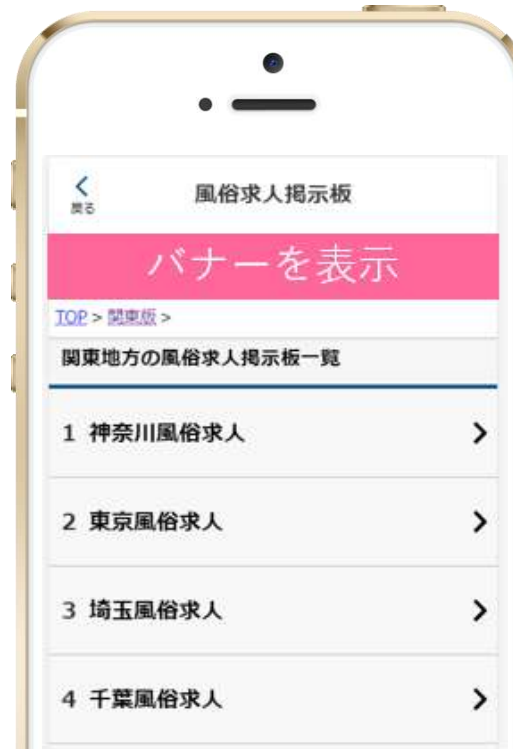 戻る
風俗求人掲示板
バナーを表示
TOP > 関東版 >
関東地方の風俗求人掲示板一覧
1 神奈川風俗求人
2 東京風俗求人
3 埼玉風俗求人
4 千葉風俗求人